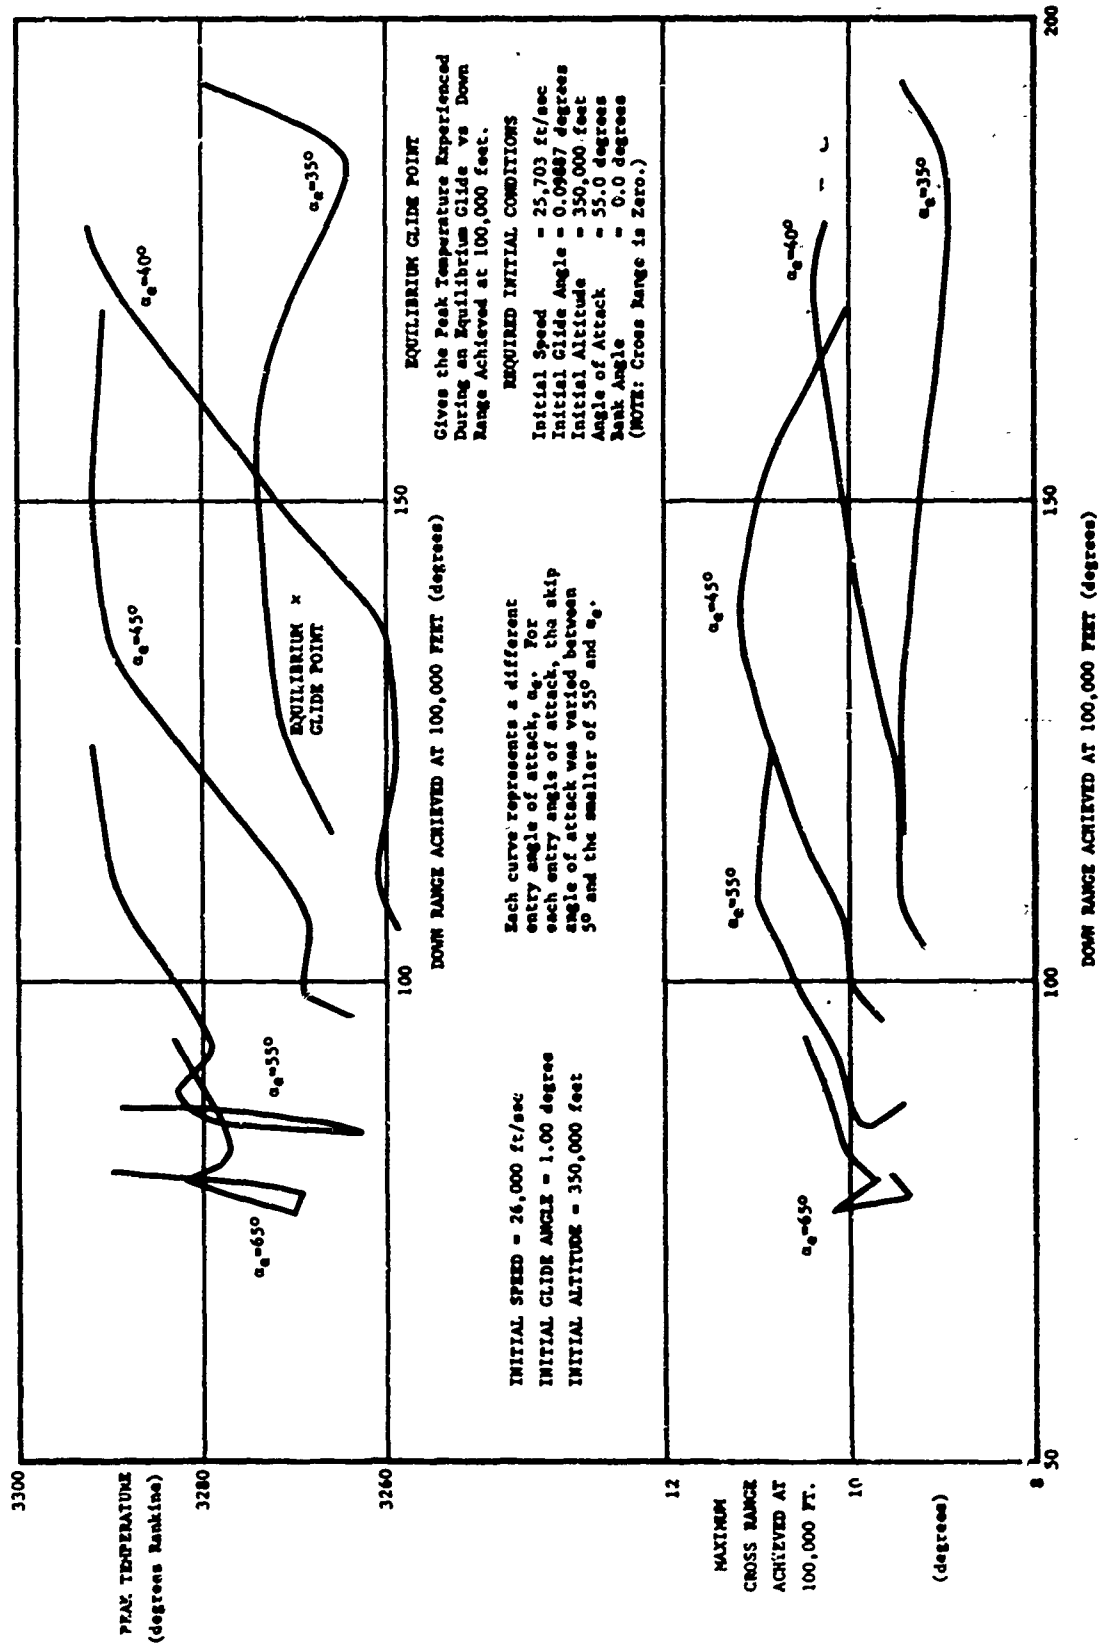 PEAK TEMPERATURE
(degrees Rankine)
3300
3280
3260
αe=65°
αe=55°
αe=45°
αe=40°
αe=35°
EQUILIBRIUM ×
GLIDE POINT
100
150
DOWN RANGE ACHIEVED AT 100,000 FEET (degrees)
EQUILIBRIUM GLIDE POINT
Gives the Peak Temperature Experienced
During an Equilibrium Glide vs Down
Range Achieved at 100,000 feet.
REQUIRED INITIAL CONDITIONS
Initial Speed = 25,703 ft/sec
Initial Glide Angle = 0.09887 degrees
Initial Altitude = 350,000 feet
Angle of Attack = 55.0 degrees
Bank Angle = 0.0 degrees
(NOTE: Cross Range is Zero.)
Each curve represents a different
entry angle of attack, αe. For
each entry angle of attack, the skip
angle of attack was varied between
5° and the smaller of 55° and αe.
INITIAL SPEED = 26,000 ft/sec
INITIAL GLIDE ANGLE = 1.00 degree
INITIAL ALTITUDE = 350,000 feet
MAXIMUM
CROSS RANGE
ACHIEVED AT
100,000 FT.
(degrees)
12
10
8
αe=65°
αe=55°
αe=45°
αe=40°
αe=35°
50
100
150
200
DOWN RANGE ACHIEVED AT 100,000 FEET (degrees)